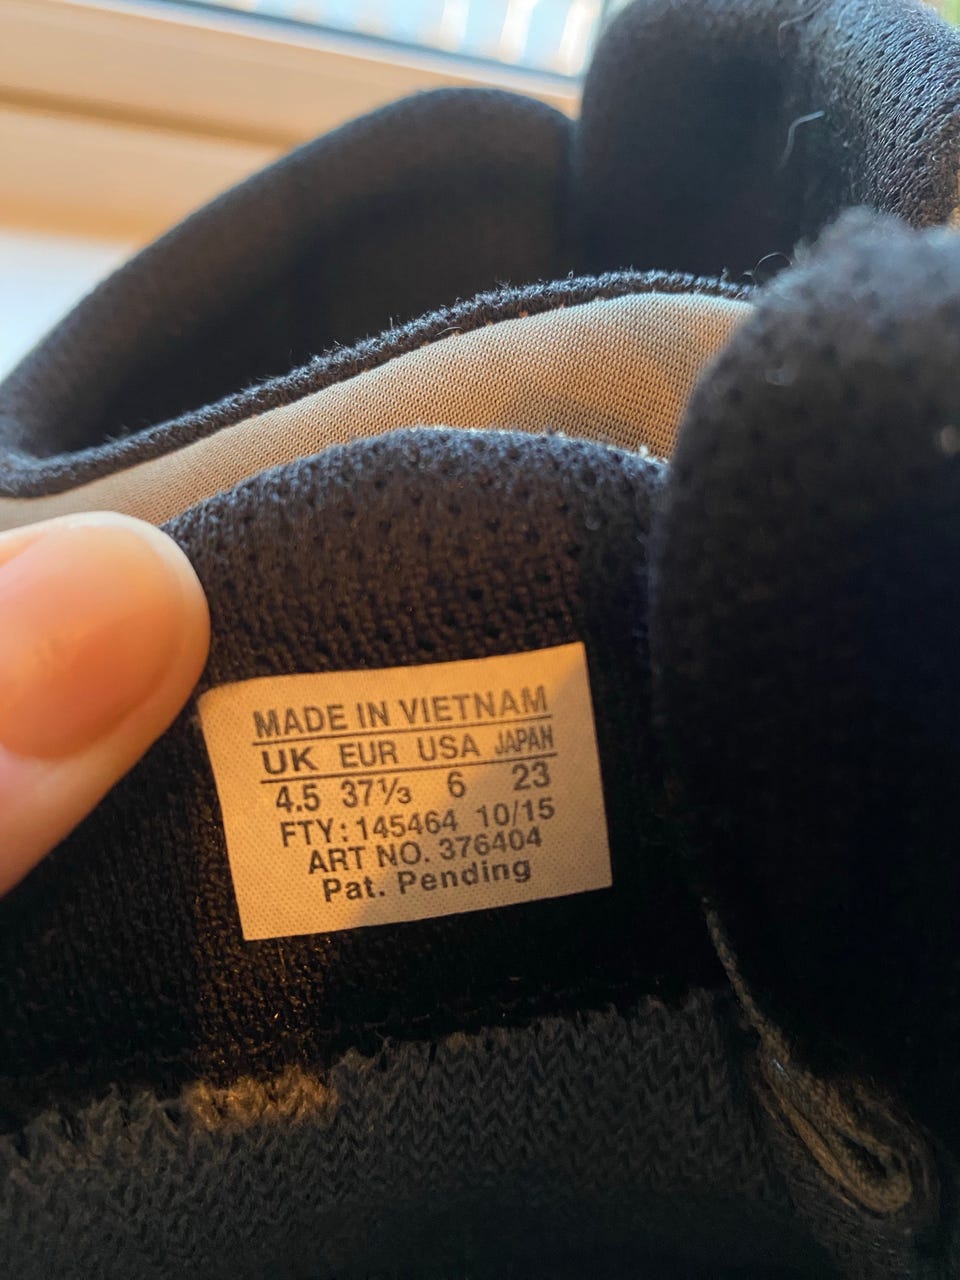 MADE IN VIETNAM
UK EUR USA JAPAN
4.5 37⅓ 6 23
FTY: 145464 10/15
ART NO. 376404
Pat. Pending